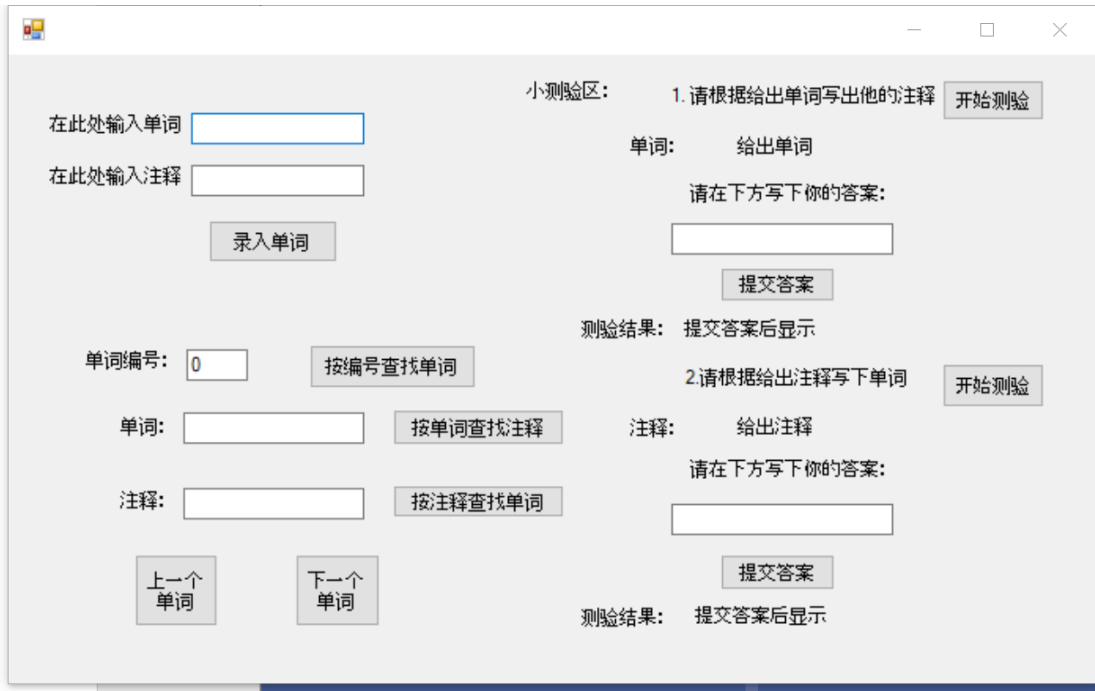 小测验区:
1. 请根据给出单词写出他的注释
开始测验
在此处输入单词
单词:
给出单词
在此处输入注释
请在下方写下你的答案:
录入单词
提交答案
测验结果:
提交答案后显示
单词编号:
0
按编号查找单词
2.请根据给出注释写下单词
开始测验
单词:
按单词查找注释
注释:
给出注释
请在下方写下你的答案:
注释:
按注释查找单词
上一个
单词
下一个
单词
提交答案
测验结果:
提交答案后显示